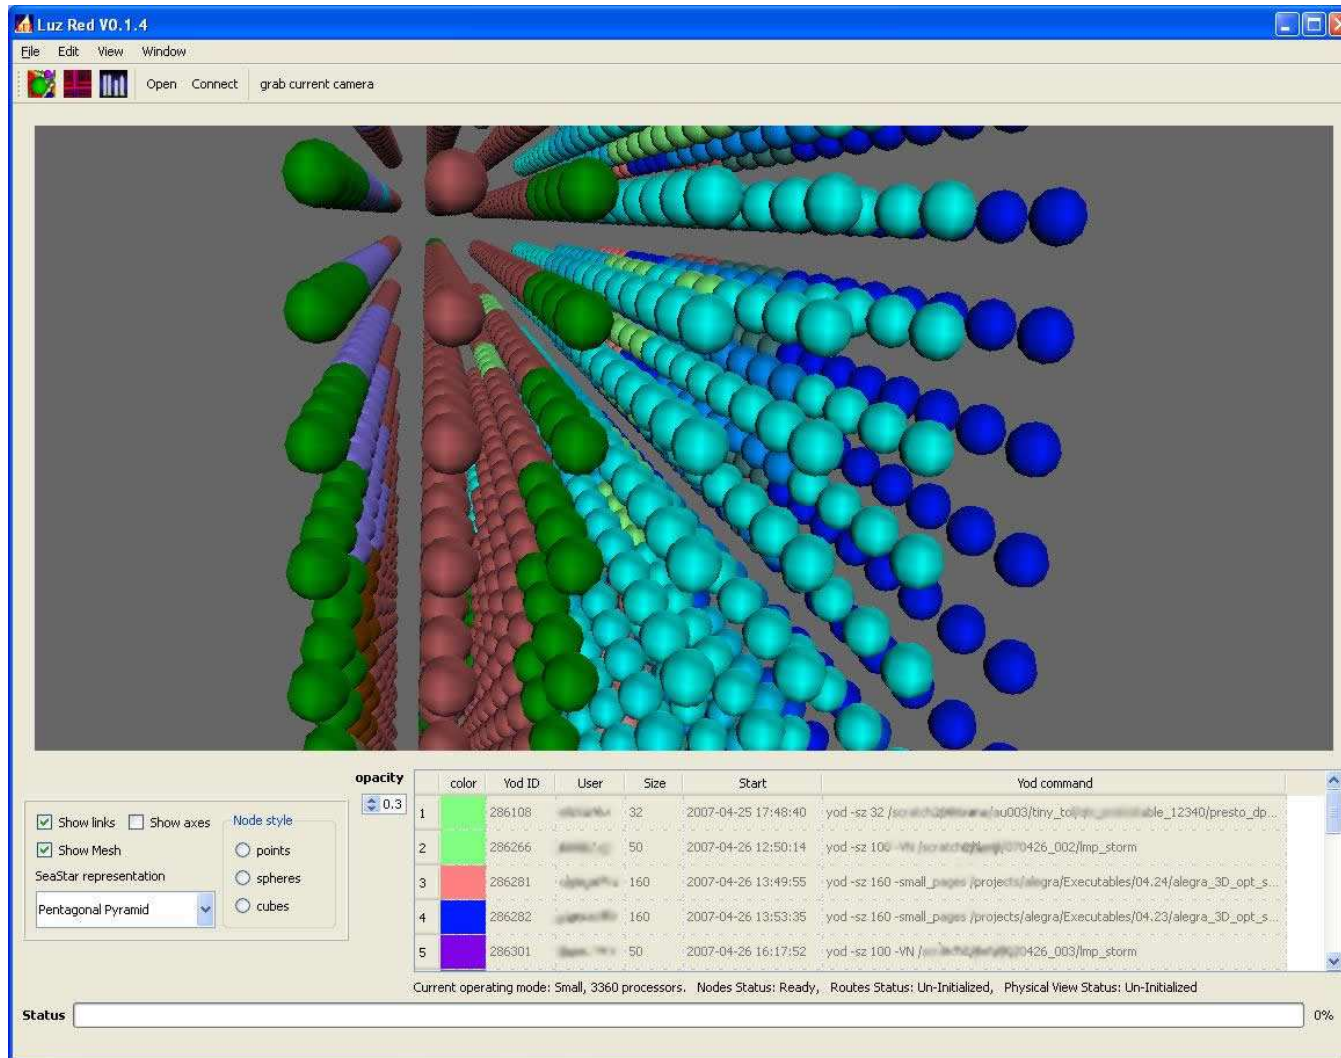 Luz Red V0.1.4
File Edit View Window
Open Connect grab current camera
opacity
0.3
Show links Show axes Node style
Show Mesh points
SeaStar representation spheres
Pentagonal Pyramid cubes
color Yod ID User Size Start Yod command
1 286108 32 2007-04-25 17:48:40 yod -sz 32 /au003/tiny_12340/presto_dp...
2 286266 50 2007-04-26 12:50:14 yod -sz 100 -VN /070426_002/lmp_storm
3 286281 160 2007-04-26 13:49:55 yod -sz 160 -small_pages /projects/alegra/Executables/04.24/alegra_3D_opt_s...
4 286282 160 2007-04-26 13:53:35 yod -sz 160 -small_pages /projects/alegra/Executables/04.23/alegra_3D_opt_s...
5 286301 50 2007-04-26 16:17:52 yod -sz 100 -VN 20426_003/lmp_storm
Current operating mode: Small, 3360 processors. Nodes Status: Ready, Routes Status: Un-Initialized, Physical View Status: Un-Initialized
Status 0%